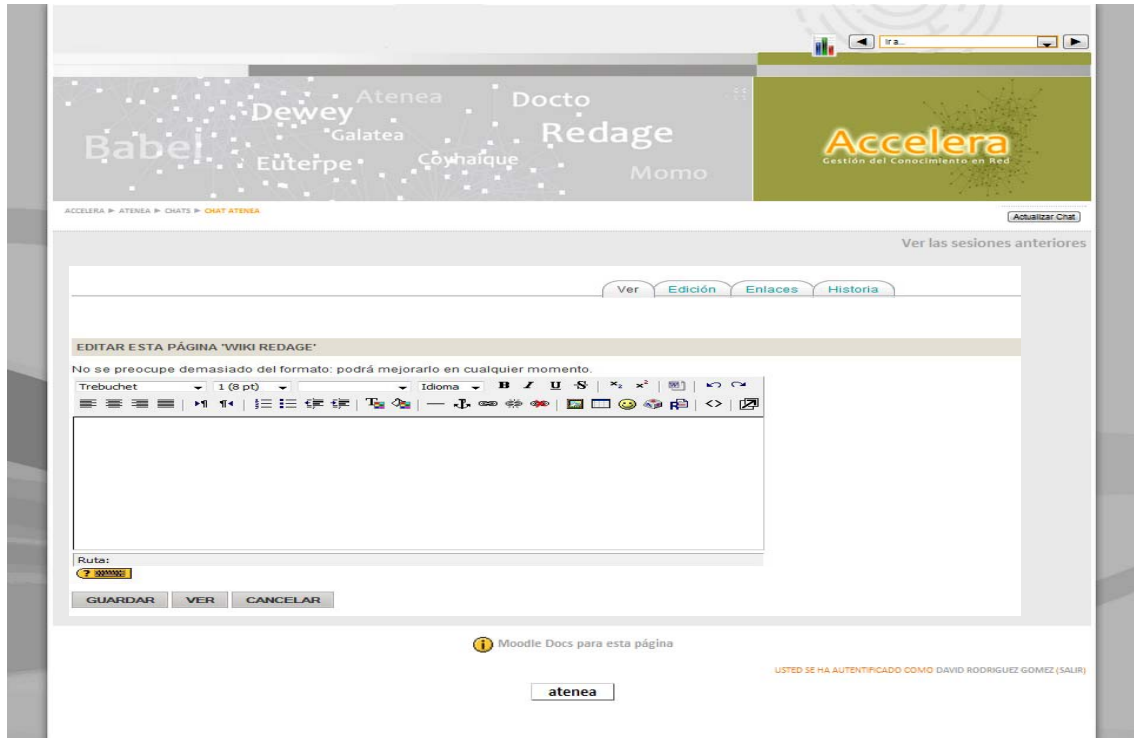 Ir a...
Babel
Dewey
Atenea
Galatea
Euterpe
Coyhaíque
Docto
Redage
Momo
Accelera
Gestión del Conocimiento en Red
ACCELERA ► ATENEA ► CHATS ► CHAT ATENEA
Actualizar Chat
Ver las sesiones anteriores
Ver Edición Enlaces Historia
EDITAR ESTA PÁGINA 'WIKI REDAGE'
No se preocupe demasiado del formato: podrá mejorarlo en cualquier momento.
Trebuchet 1 (8 pt) Idioma B I U S x₂ x²
Ruta:
GUARDAR VER CANCELAR
Moodle Docs para esta página
USTED SE HA AUTENTIFICADO COMO DAVID RODRIGUEZ GOMEZ (SALIR)
atenea